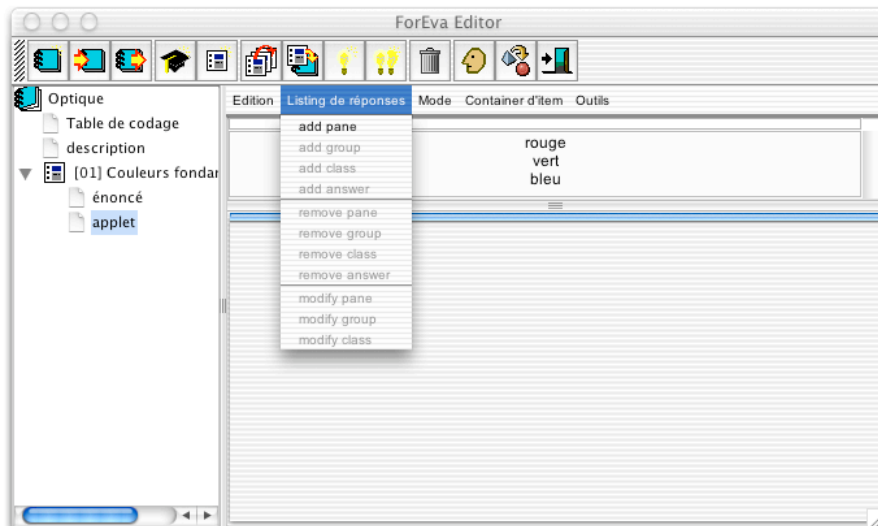 ForEva Editor
Optique
Table de codage
description
[01] Couleurs fondar
énoncé
applet
Edition Listing de réponses Mode Container d'item Outils
add pane
add group
add class
add answer
remove pane
remove group
remove class
remove answer
modify pane
modify group
modify class
rouge
vert
bleu